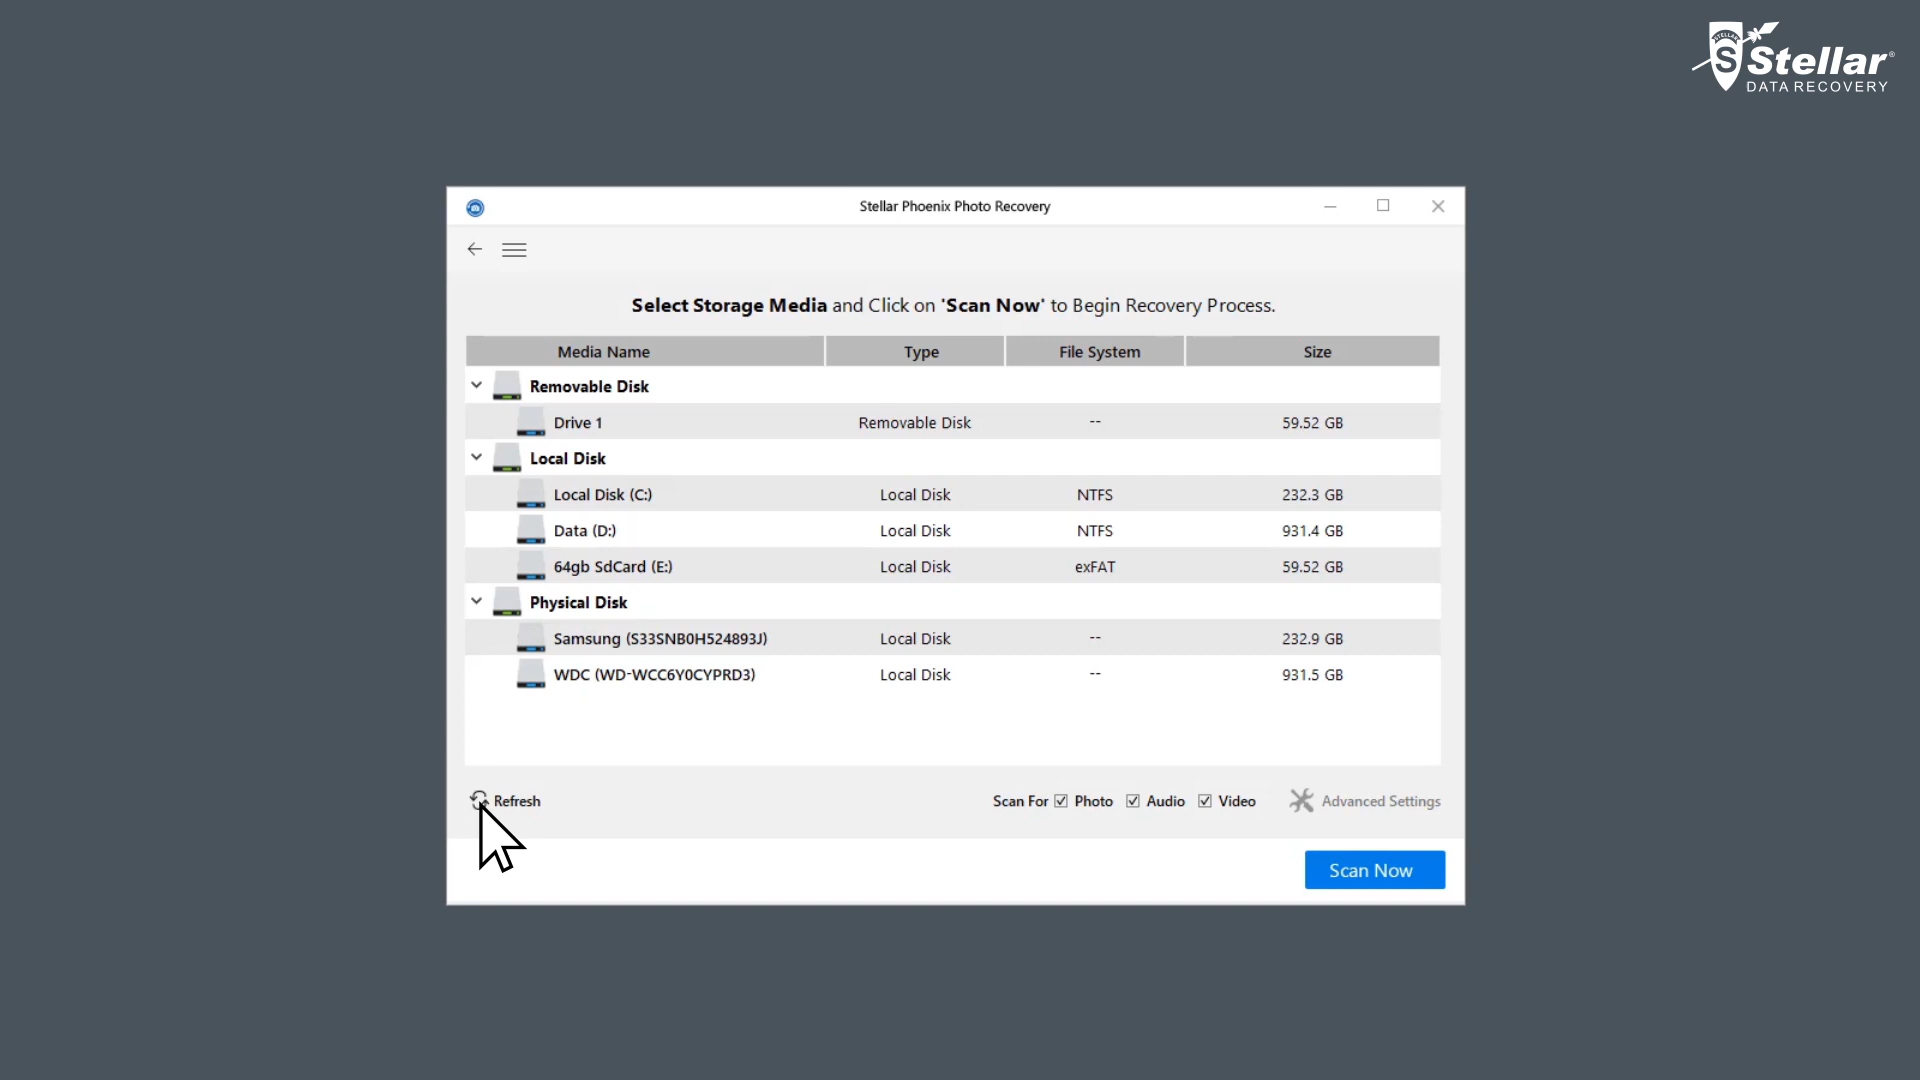 STELLAR
S Stellar®
DATA RECOVERY
Stellar Phoenix Photo Recovery
Select Storage Media and Click on 'Scan Now' to Begin Recovery Process.
Media Name Type File System Size
Removable Disk
Drive 1 Removable Disk -- 59.52 GB
Local Disk
Local Disk (C:) Local Disk NTFS 232.3 GB
Data (D:) Local Disk NTFS 931.4 GB
64gb SdCard (E:) Local Disk exFAT 59.52 GB
Physical Disk
Samsung (S33SNB0H524893J) Local Disk -- 232.9 GB
WDC (WD-WCC6Y0CYPRD3) Local Disk -- 931.5 GB
Refresh Scan For Photo Audio Video Advanced Settings
Scan Now